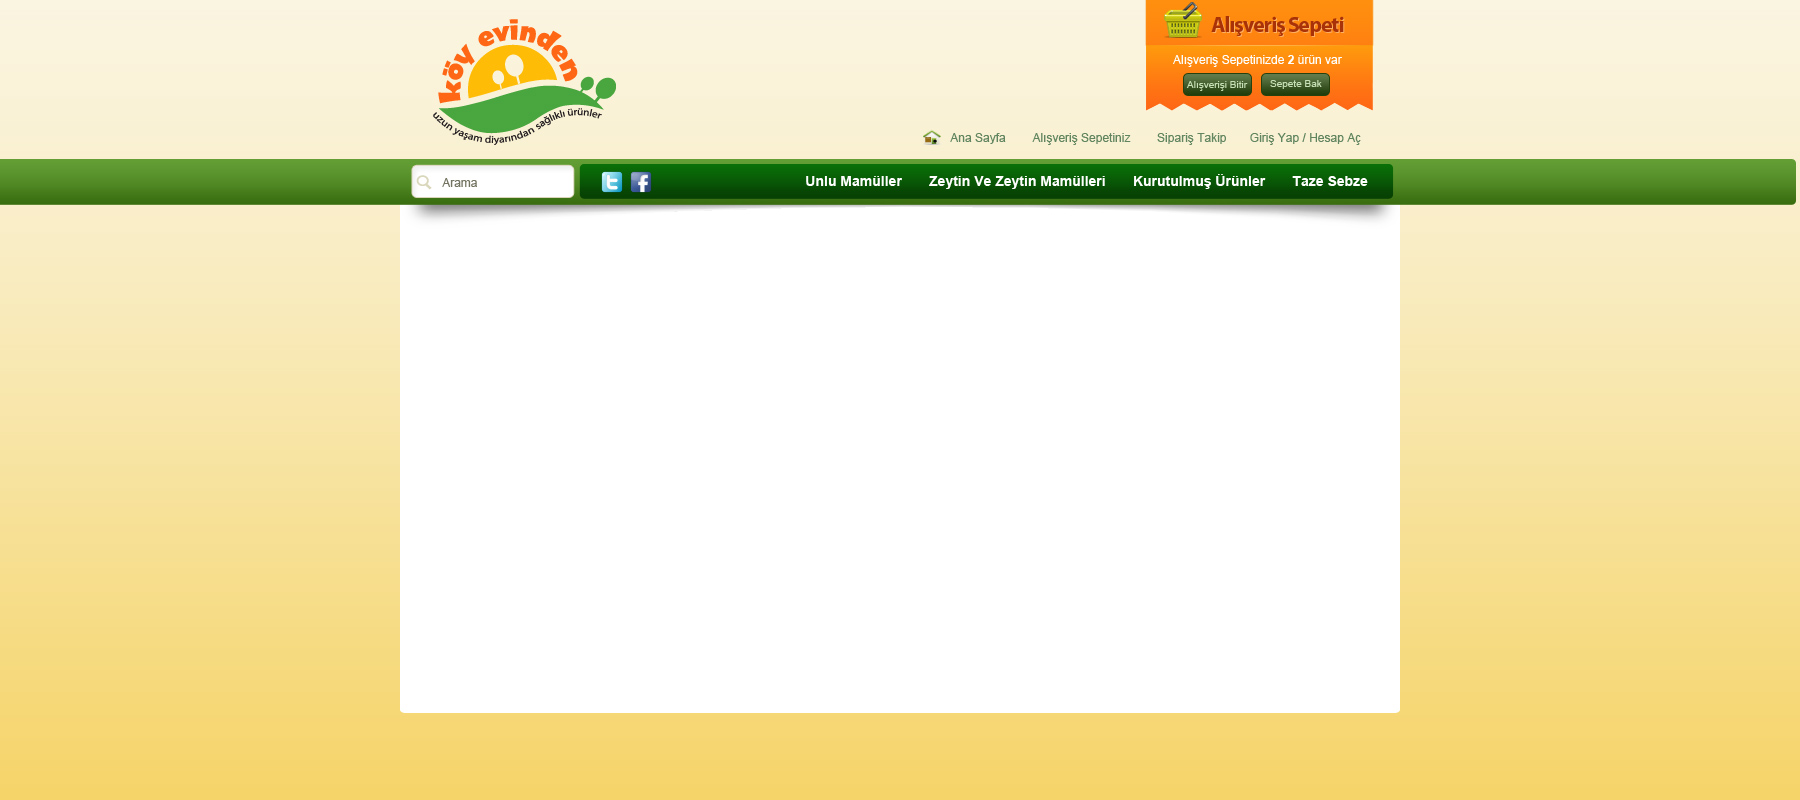 köy evinden
uzun yaşam diyarından sağlıklı ürünler
Alışveriş Sepeti
Alışveriş Sepetinizde 2 ürün var
Alışverişi Bitir
Sepete Bak
Ana Sayfa
Alışveriş Sepetiniz
Sipariş Takip
Giriş Yap / Hesap Aç
Arama
Unlu Mamüller
Zeytin Ve Zeytin Mamülleri
Kurutulmuş Ürünler
Taze Sebze